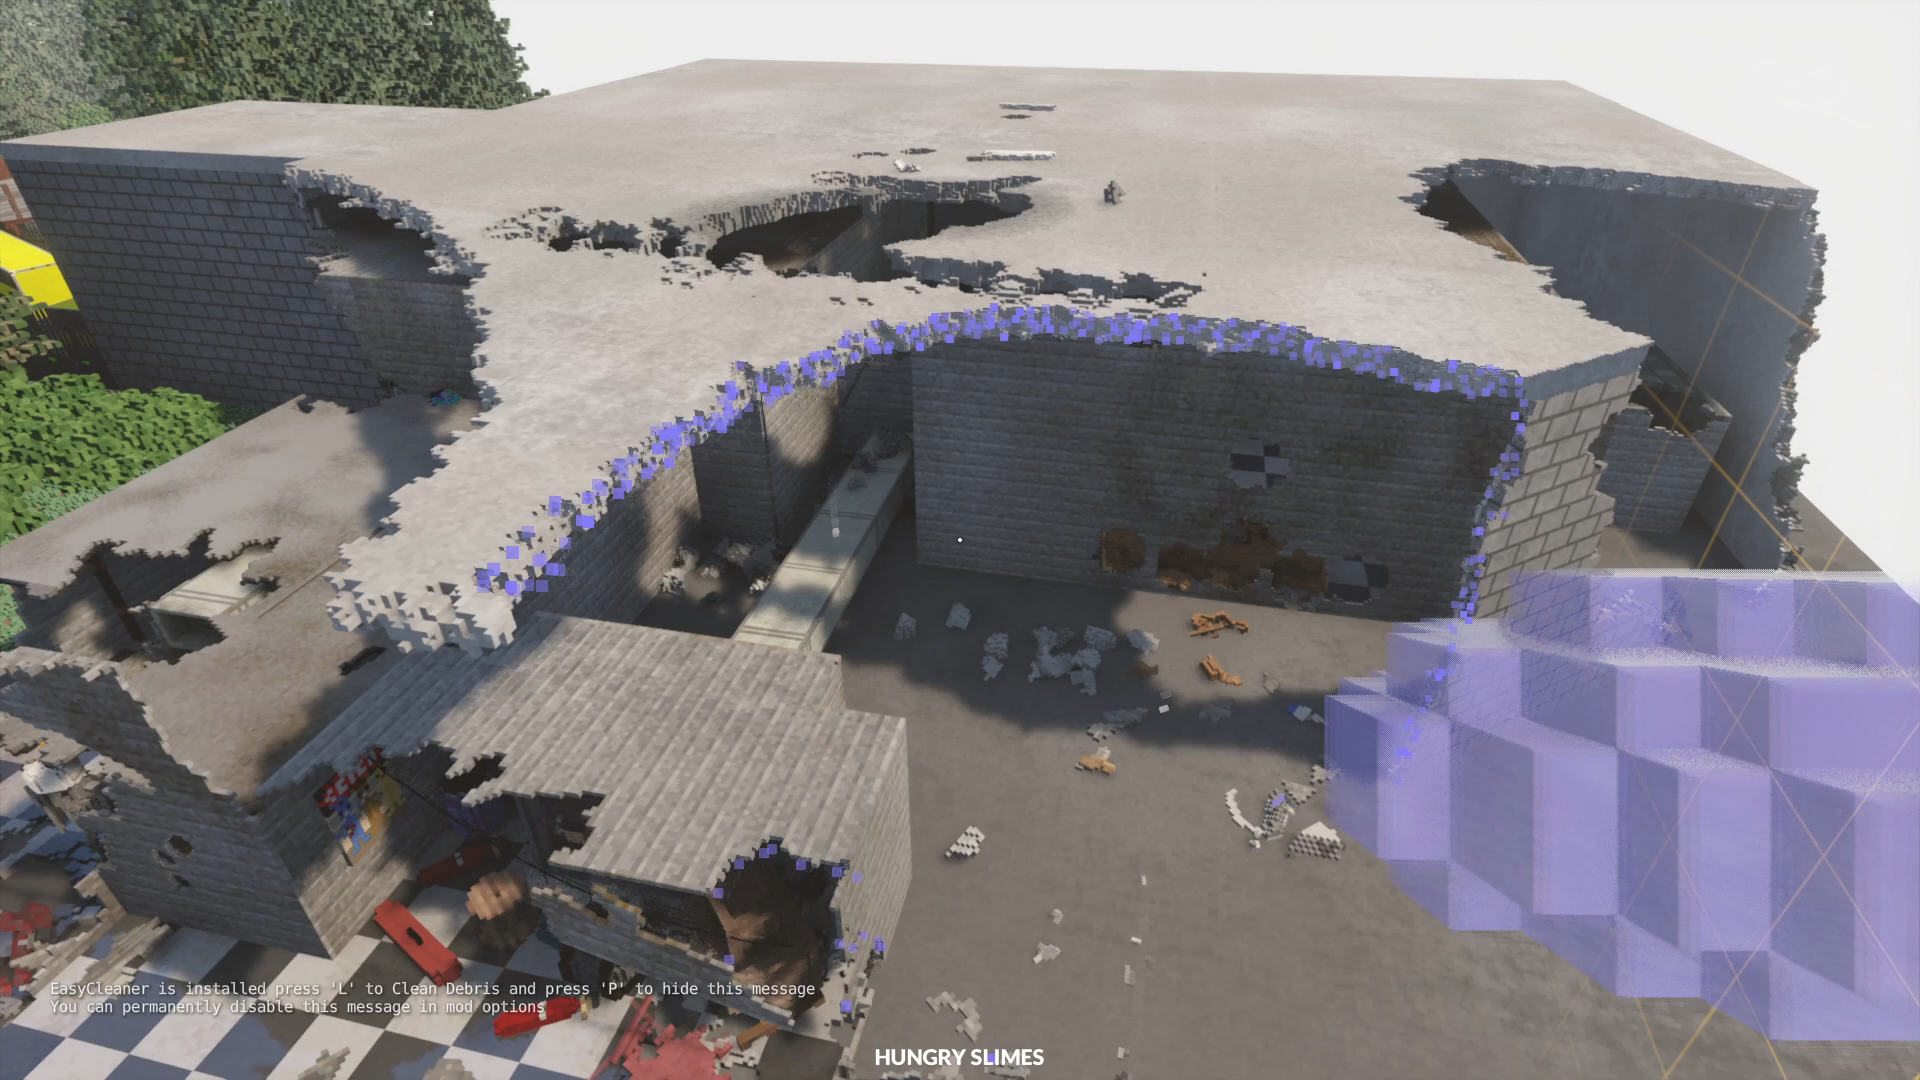 EasyCleaner is installed press 'L' to Clean Debris and press 'P' to hide this message
You can permanently disable this message in mod options
HUNGRY SLIMES